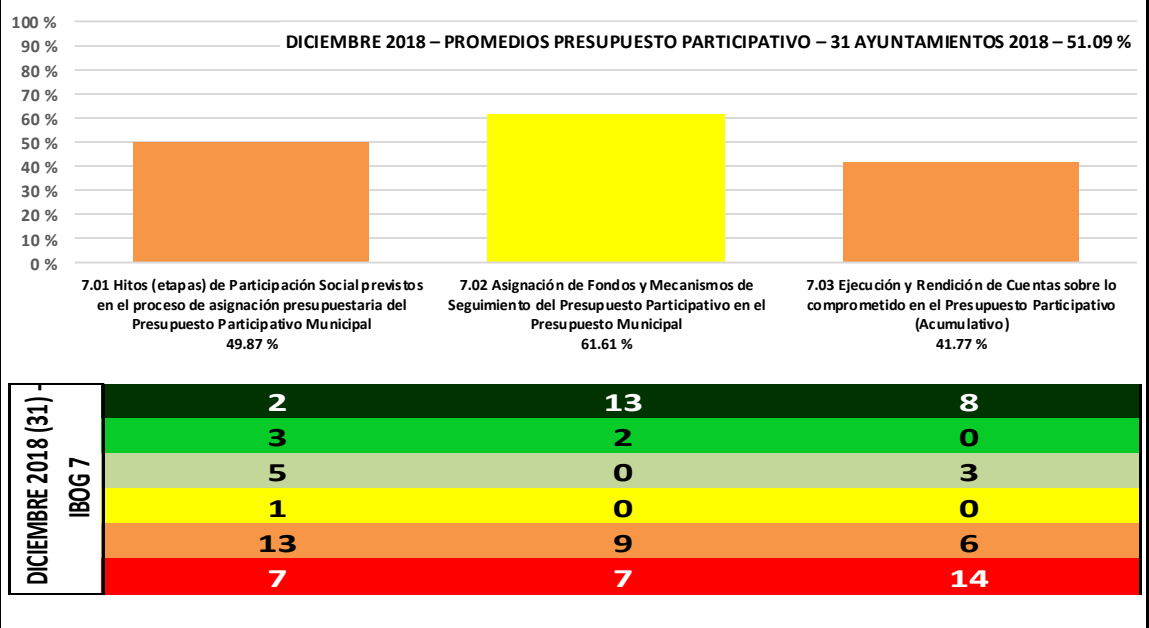 100 %
90 %
80 %
70 %
60 %
50 %
40 %
30 %
20 %
10 %
0 %
DICIEMBRE 2018 – PROMEDIOS PRESUPUESTO PARTICIPATIVO – 31 AYUNTAMIENTOS 2018 – 51.09 %
7.01 Hitos (etapas) de Participación Social previstos
en el proceso de asignación presupuestaria del
Presupuesto Participativo Municipal
49.87 %
7.02 Asignación de Fondos y Mecanismos de
Seguimiento del Presupuesto Participativo en el
Presupuesto Municipal
61.61 %
7.03 Ejecución y Rendición de Cuentas sobre lo
comprometido en el Presupuesto Participativo
(Acumulativo)
41.77 %
DICIEMBRE 2018 (31) -
IBOG 7
2 13 8
3 2 0
5 0 3
1 0 0
13 9 6
7 7 14